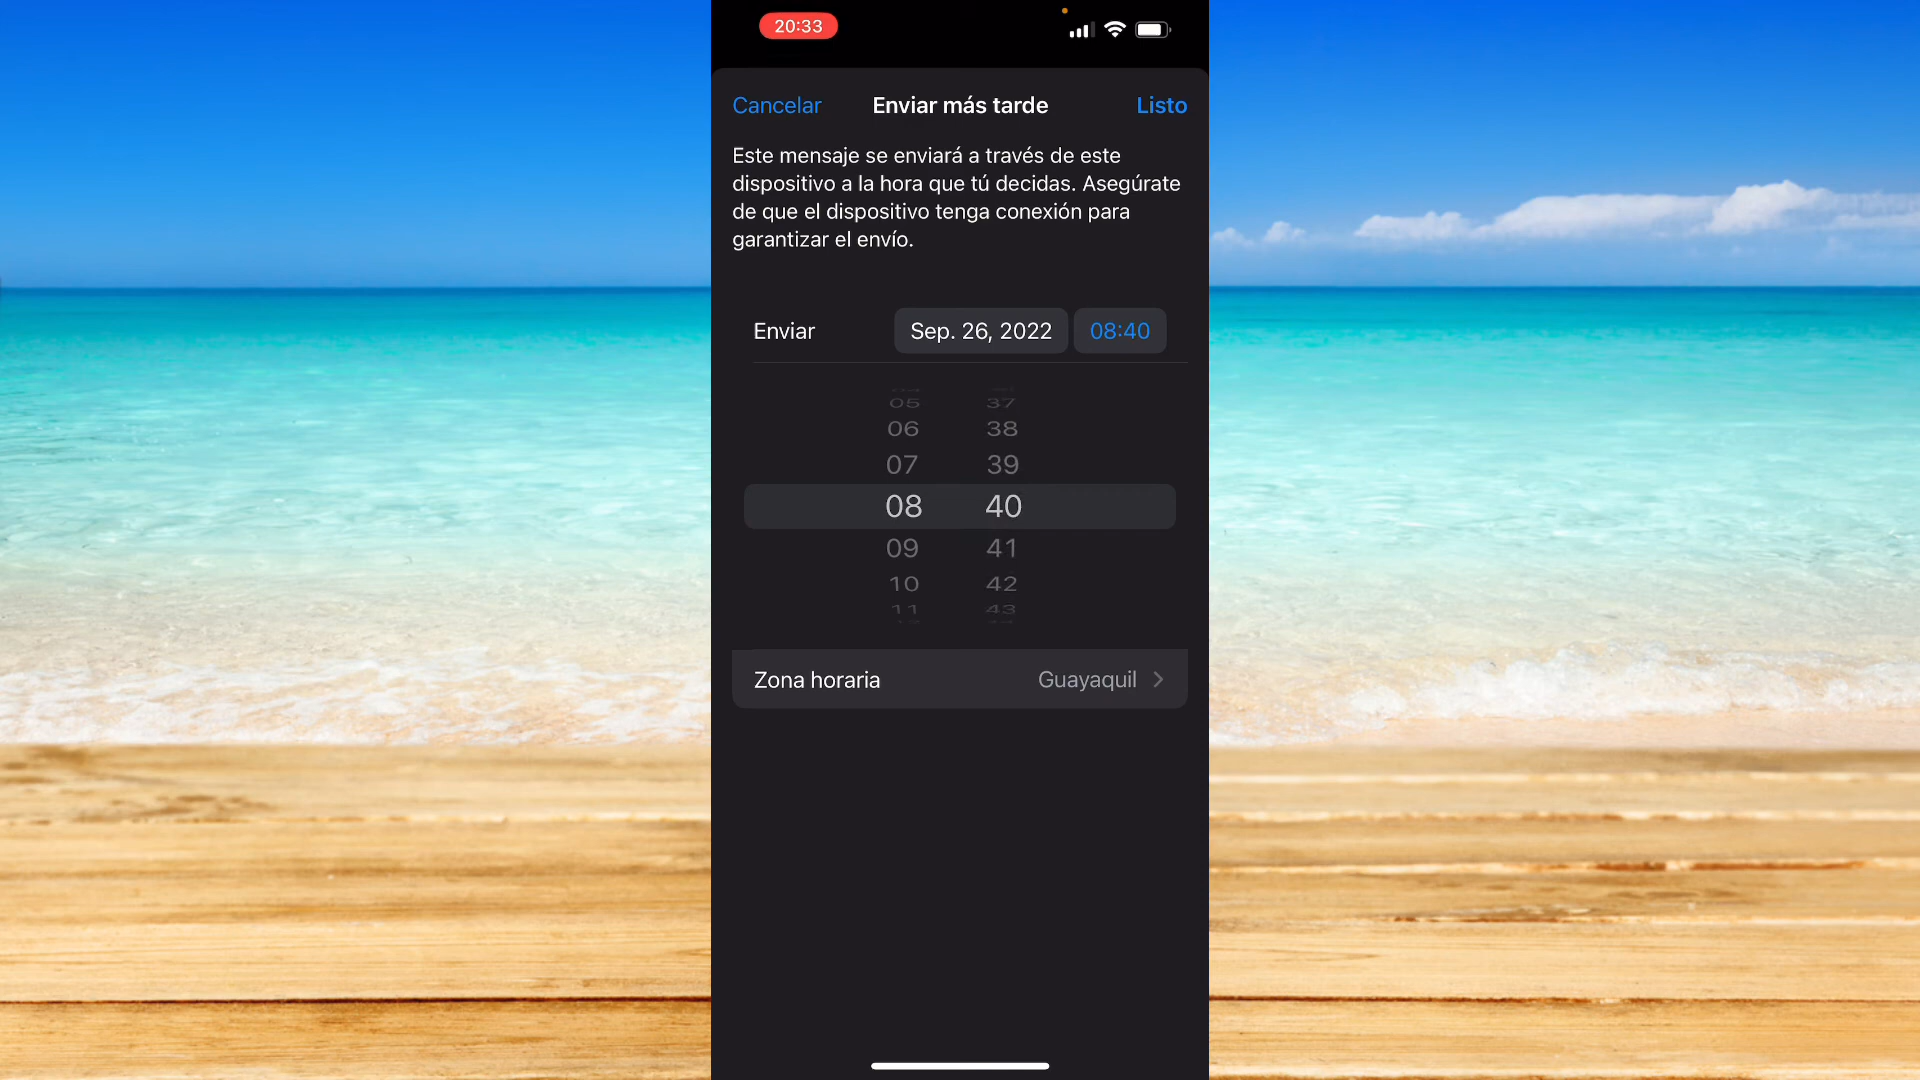 20:33
Cancelar Enviar más tarde Listo
Este mensaje se enviará a través de este
dispositivo a la hora que tú decidas. Asegúrate
de que el dispositivo tenga conexión para
garantizar el envío.
Enviar Sep. 26, 2022 08:40
05 37
06 38
07 39
08 40
09 41
10 42
11 43
Zona horaria Guayaquil